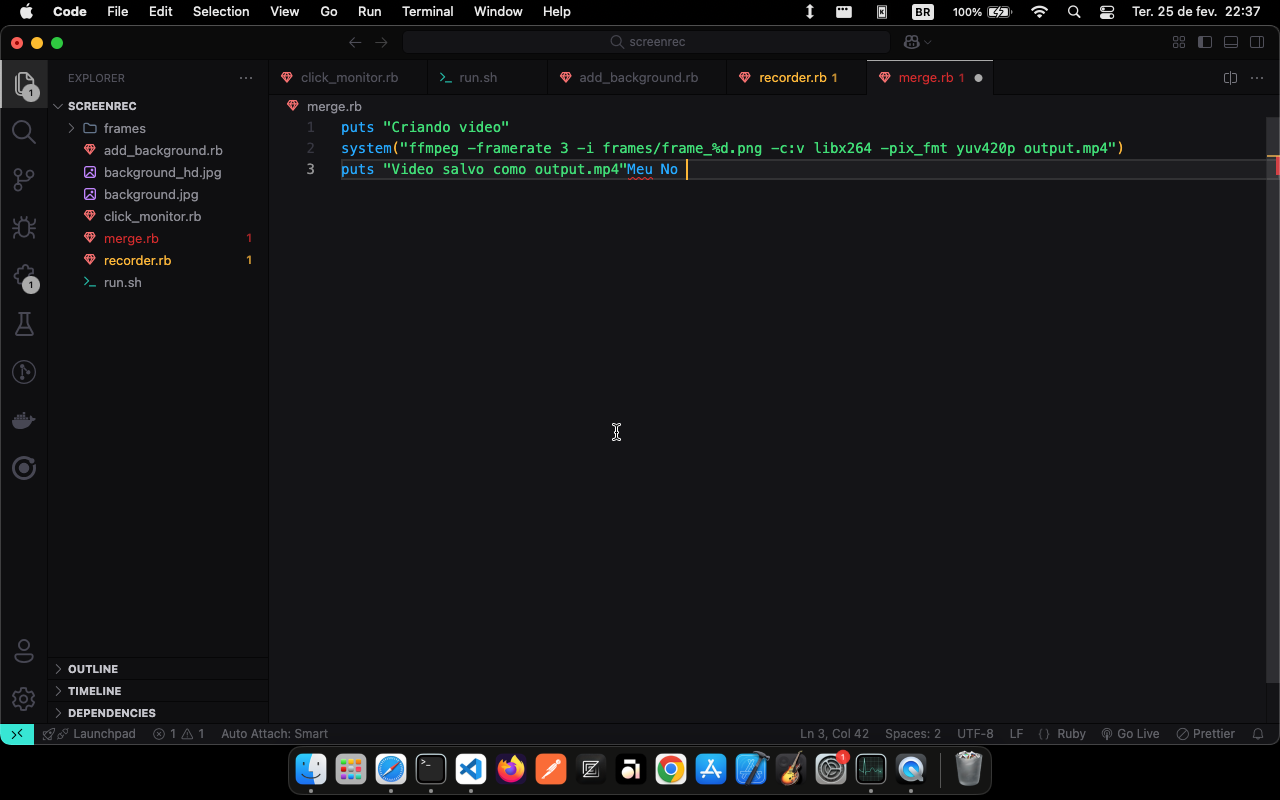 Code File Edit Selection View Go Run Terminal Window Help BR 100% Ter. 25 de fev. 22:37
screenrec
1
EXPLORER
click_monitor.rb run.sh add_background.rb recorder.rb 1 merge.rb 1
SCREENREC
merge.rb
frames
add_background.rb
background_hd.jpg
background.jpg
click_monitor.rb
merge.rb 1
recorder.rb 1
run.sh
1
1 puts "Criando video"
2 system("ffmpeg -framerate 3 -i frames/frame_%d.png -c:v libx264 -pix_fmt yuv420p output.mp4")
3 puts "Video salvo como output.mp4"Meu No
OUTLINE
TIMELINE
DEPENDENCIES
Launchpad 1 1 Auto Attach: Smart Ln 3, Col 42 Spaces: 2 UTF-8 LF {} Ruby Go Live Prettier
1